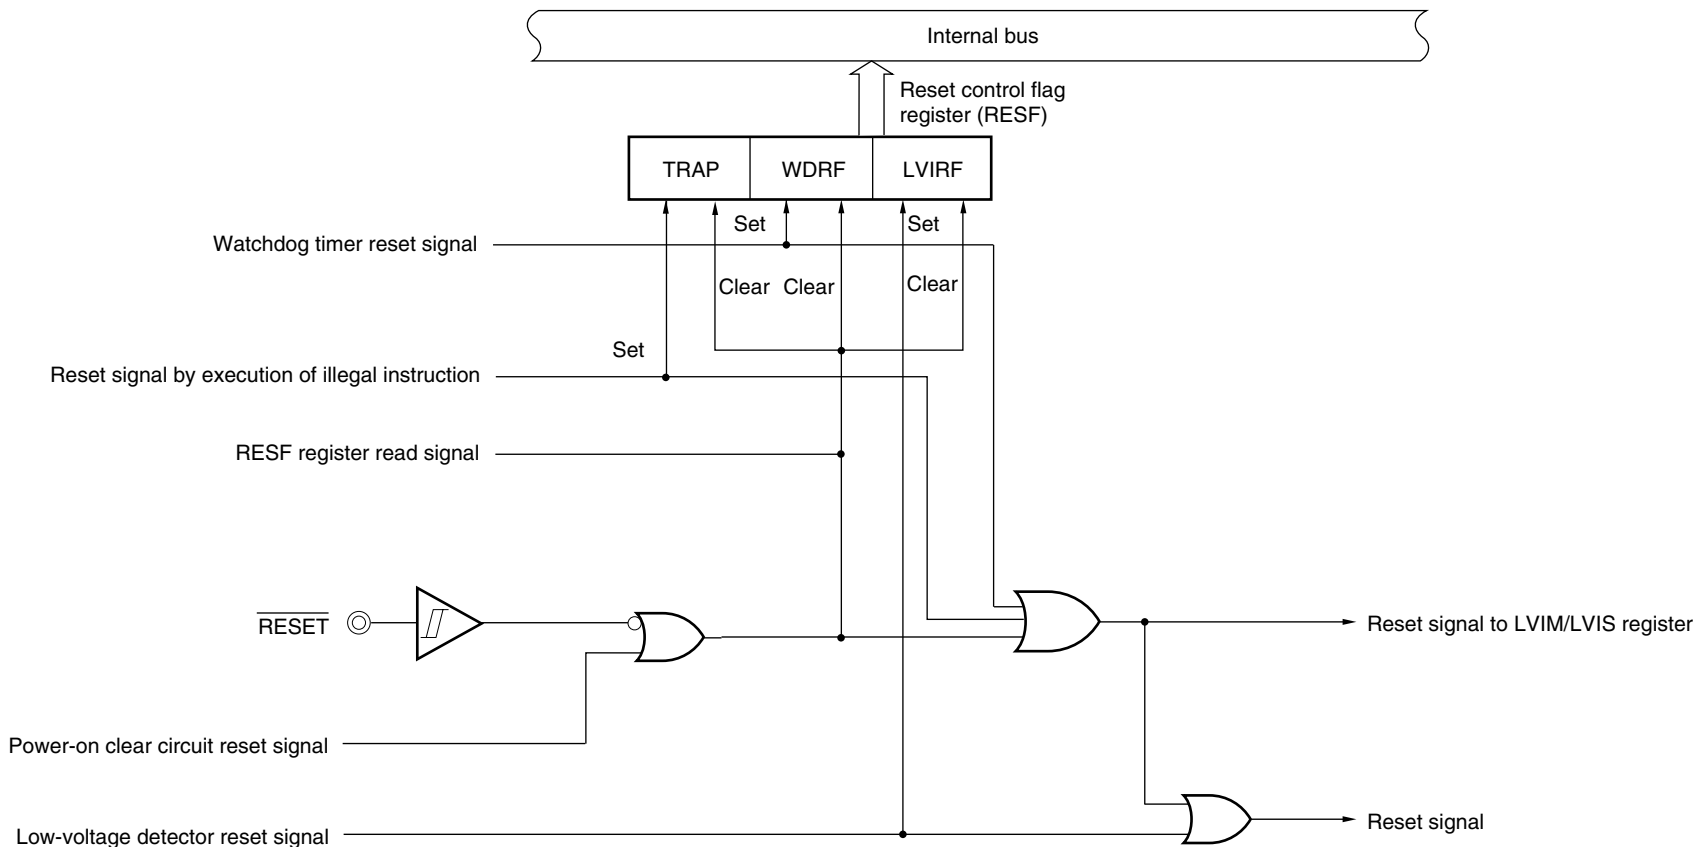 Internal bus
Reset control flag
register (RESF)
TRAP WDRF LVIRF
Set Set
Watchdog timer reset signal
Clear Clear Clear
Set
Reset signal by execution of illegal instruction
RESF register read signal
RESET
Reset signal to LVIM/LVIS register
Power-on clear circuit reset signal
Low-voltage detector reset signal
Reset signal